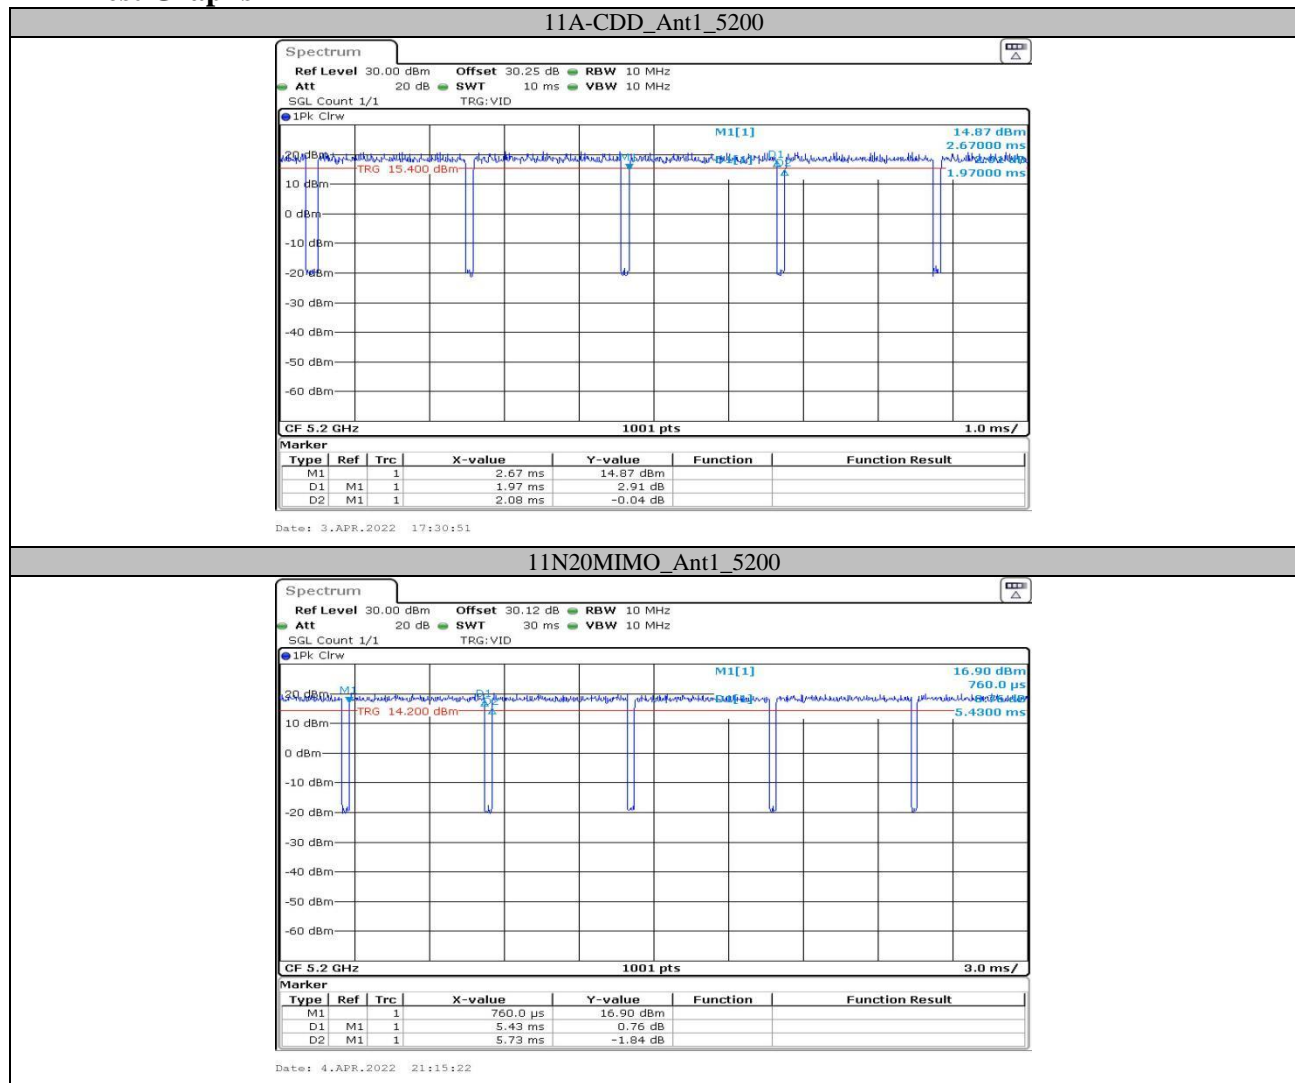 11A-CDD_Ant1_5200
Spectrum
Ref Level 30.00 dBm Offset 30.25 dB RBW 10 MHz
Att 20 dB SWT 10 ms VBW 10 MHz
SGL Count 1/1 TRG:VID
1Pk Clrw
M1[1] 14.87 dBm
2.67000 ms
20 dBm
D1
TRG 15.400 dBm
1.97000 ms
10 dBm
0 dBm
-10 dBm
-20 dBm
-30 dBm
-40 dBm
-50 dBm
-60 dBm
CF 5.2 GHz 1001 pts 1.0 ms/
Marker
Type Ref Trc X-value Y-value Function Function Result
M1 1 2.67 ms 14.87 dBm
D1 M1 1 1.97 ms 2.91 dB
D2 M1 1 2.08 ms -0.04 dB
Date: 3.APR.2022 17:30:51
11N20MIMO_Ant1_5200
Spectrum
Ref Level 30.00 dBm Offset 30.12 dB RBW 10 MHz
Att 20 dB SWT 30 ms VBW 10 MHz
SGL Count 1/1 TRG:VID
1Pk Clrw
M1[1] 16.90 dBm
760.0 µs
20 dBm M1 D1
TRG 14.200 dBm
5.4300 ms
10 dBm
0 dBm
-10 dBm
-20 dBm
-30 dBm
-40 dBm
-50 dBm
-60 dBm
CF 5.2 GHz 1001 pts 3.0 ms/
Marker
Type Ref Trc X-value Y-value Function Function Result
M1 1 760.0 µs 16.90 dBm
D1 M1 1 5.43 ms 0.76 dB
D2 M1 1 5.73 ms -1.84 dB
Date: 4.APR.2022 21:15:22